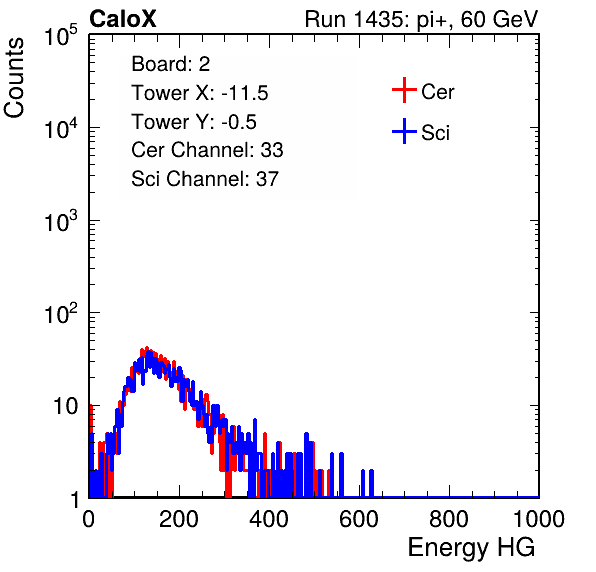 CaloX Run 1435: pi+, 60 GeV
Board: 2
Tower X: -11.5
Tower Y: -0.5
Cer Channel: 33
Sci Channel: 37
Cer
Sci
Counts
10^5
10^4
10^3
10^2
10
1
0 200 400 600 800 1000
Energy HG